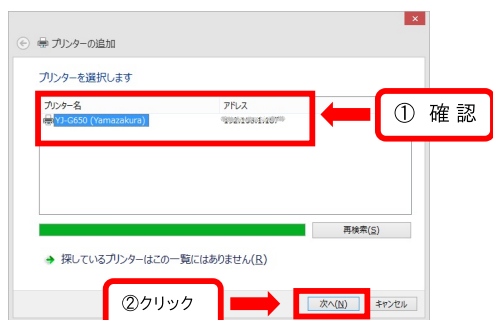 プリンターの追加
プリンターを選択します
プリンター名 アドレス
YJ-G650 (Yamazakura)
① 確認
再検索(S)
探しているプリンターはこの一覧にはありません(R)
②クリック
次へ(N) キャンセル